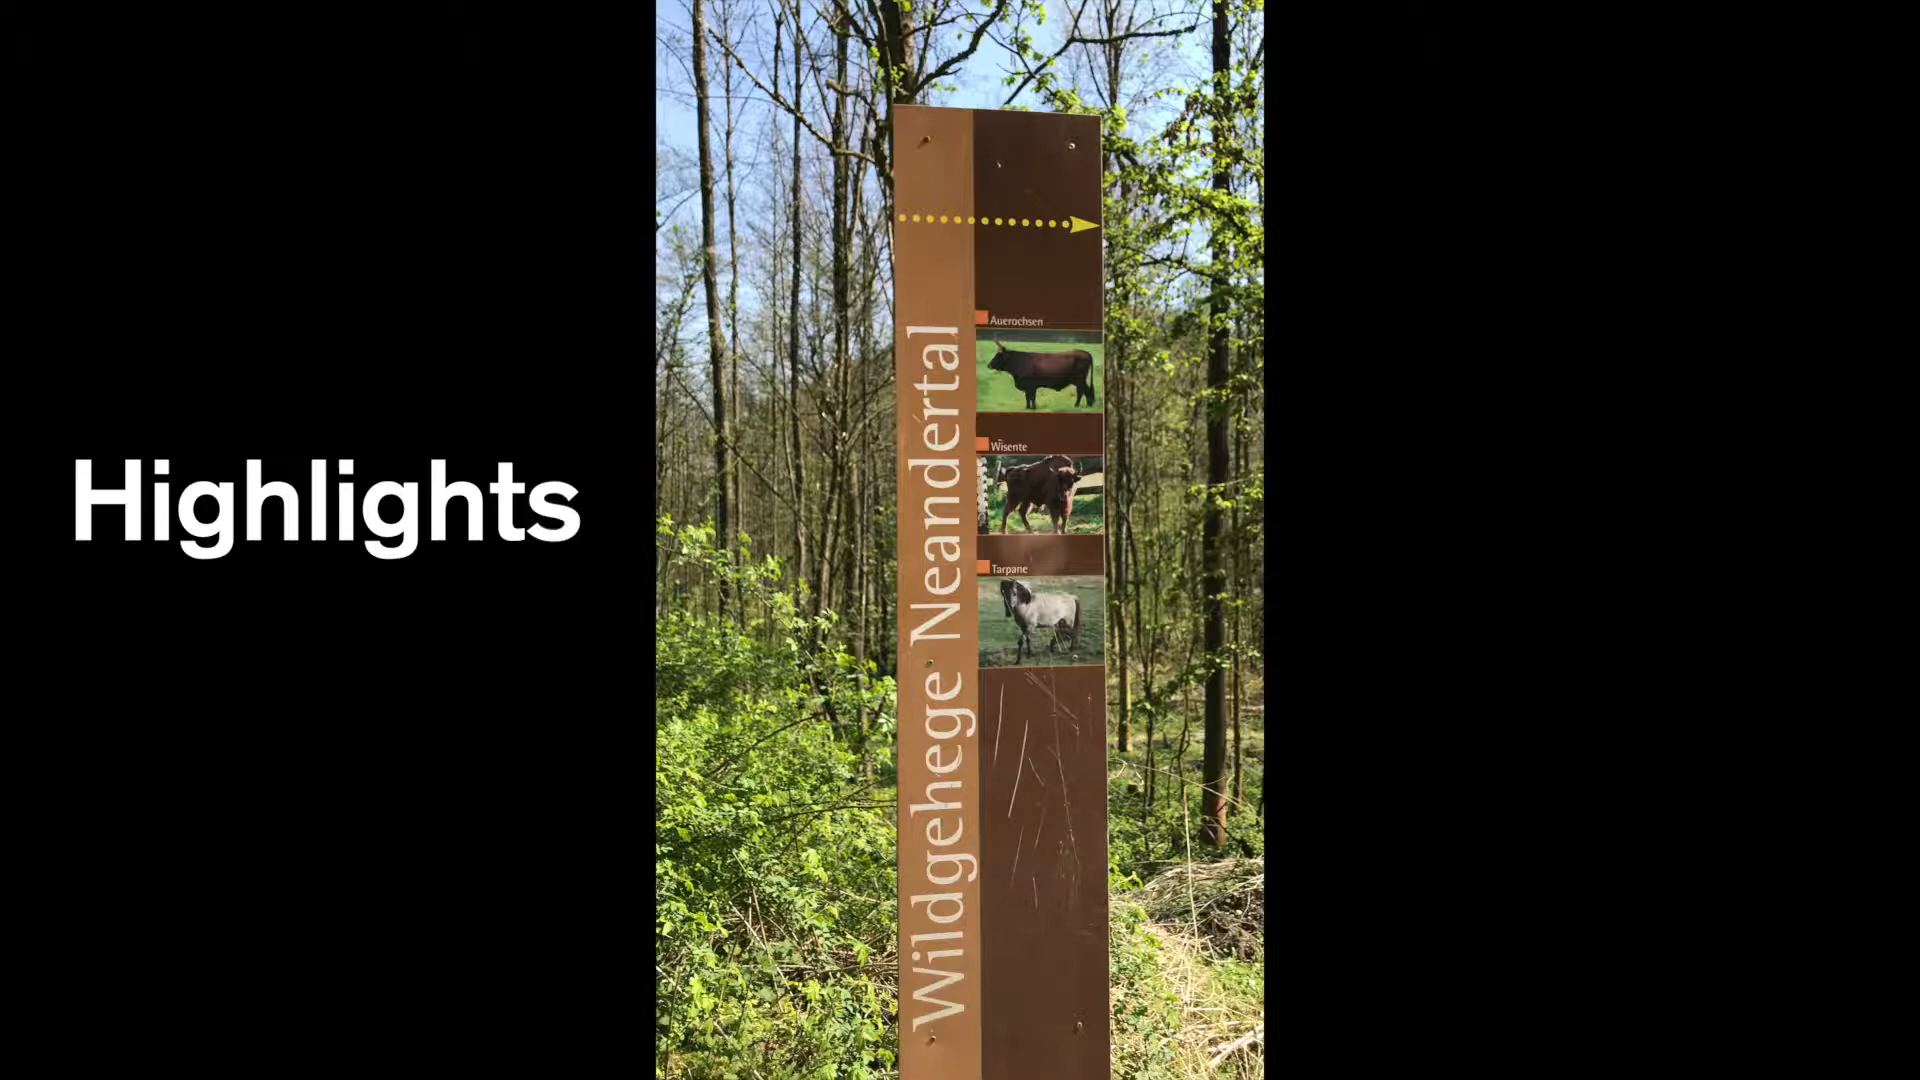 Highlights
Wildgehege Neandertal
Auerochsen
Wisente
Tarpane